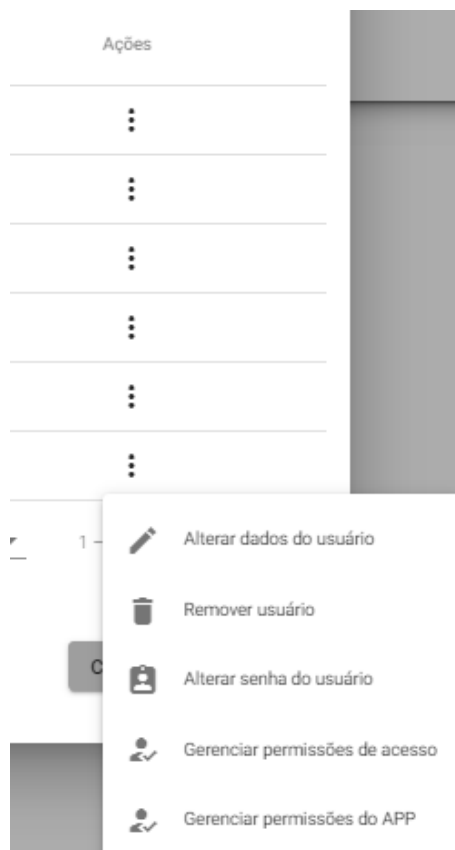 Ações
1 –
Alterar dados do usuário
Remover usuário
C
Alterar senha do usuário
Gerenciar permissões de acesso
Gerenciar permissões do APP